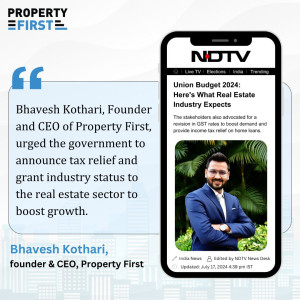 PROPERTY
FIRST
Bhavesh Kothari, Founder
and CEO of Property First,
urged the government to
announce tax relief and
grant industry status to
the real estate sector to
boost growth.
Bhavesh Kothari,
founder & CEO, Property First
NDTV
Live TV | Elections | India | Trending
Union Budget 2024:
Here's What Real Estate
Industry Expects
The stakeholders also advocated for a
revision in GST rates to boost demand and
provide income tax relief on home loans.
India News
Edited by NDTV News Desk
Updated: July 17, 2024 4:39 pm IST